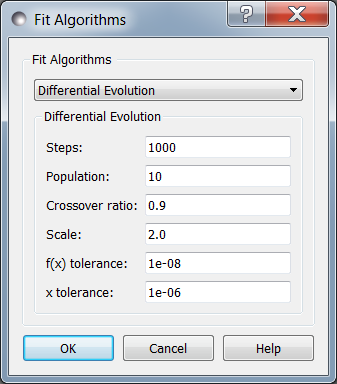 Fit Algorithms
Fit Algorithms
Differential Evolution
Differential Evolution
Steps: 1000
Population: 10
Crossover ratio: 0.9
Scale: 2.0
f(x) tolerance: 1e-08
x tolerance: 1e-06
OK Cancel Help